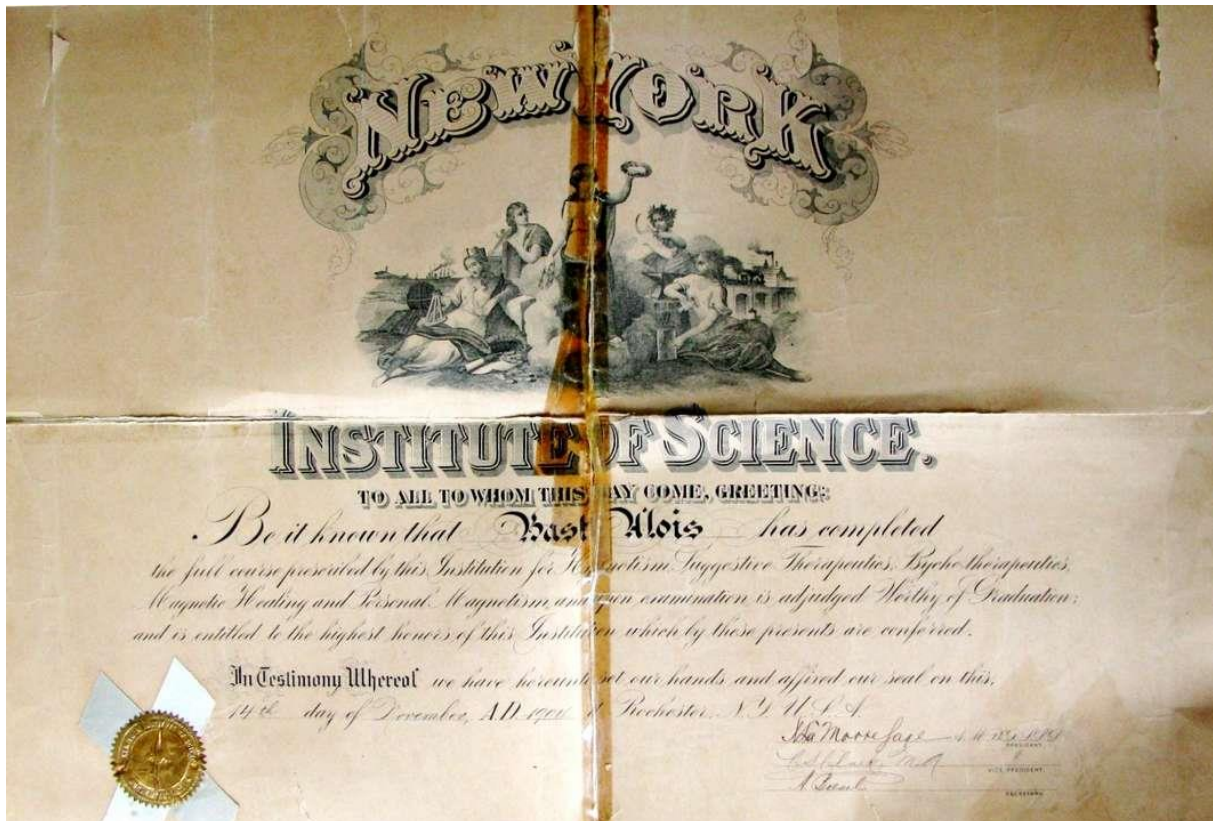 NEW YORK
INSTITUTE OF SCIENCE.
TO ALL TO WHOM THIS MAY COME, GREETING:
Be it known that Bast Alois has completed
the full course prescribed by this Institution for Hypnotism, Suggestive Therapeutics, Psycho-therapeutics,
Magnetic Healing and Personal Magnetism, and upon examination is adjudged Worthy of Graduation;
and is entitled to the highest honors of this Institution which by these presents are conferred.
In Testimony Whereof we have hereunto set our hands and affixed our seal on this,
14th day of November, A.D. at Rochester, N.Y. U.S.A.
PRESIDENT
VICE PRESIDENT
SECRETARY